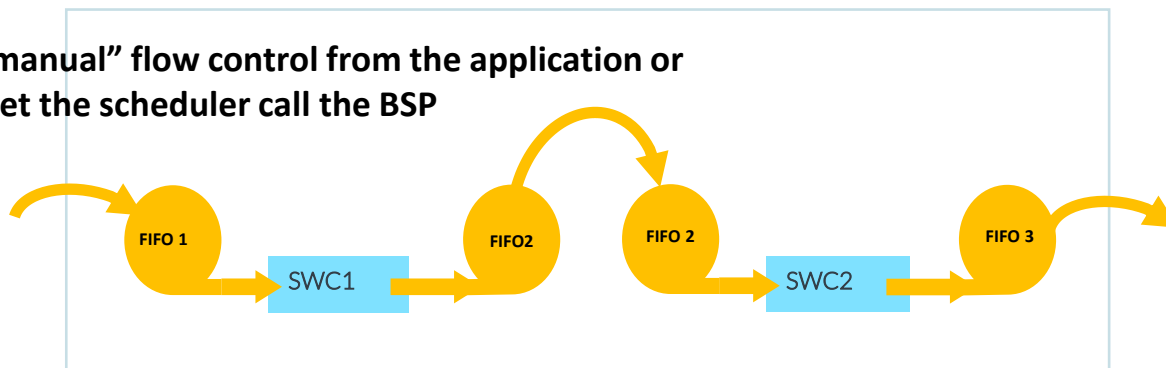 manual” flow control from the application or
et the scheduler call the BSP
FIFO 1
FIFO2
FIFO 2
FIFO 3
SWC1
SWC2